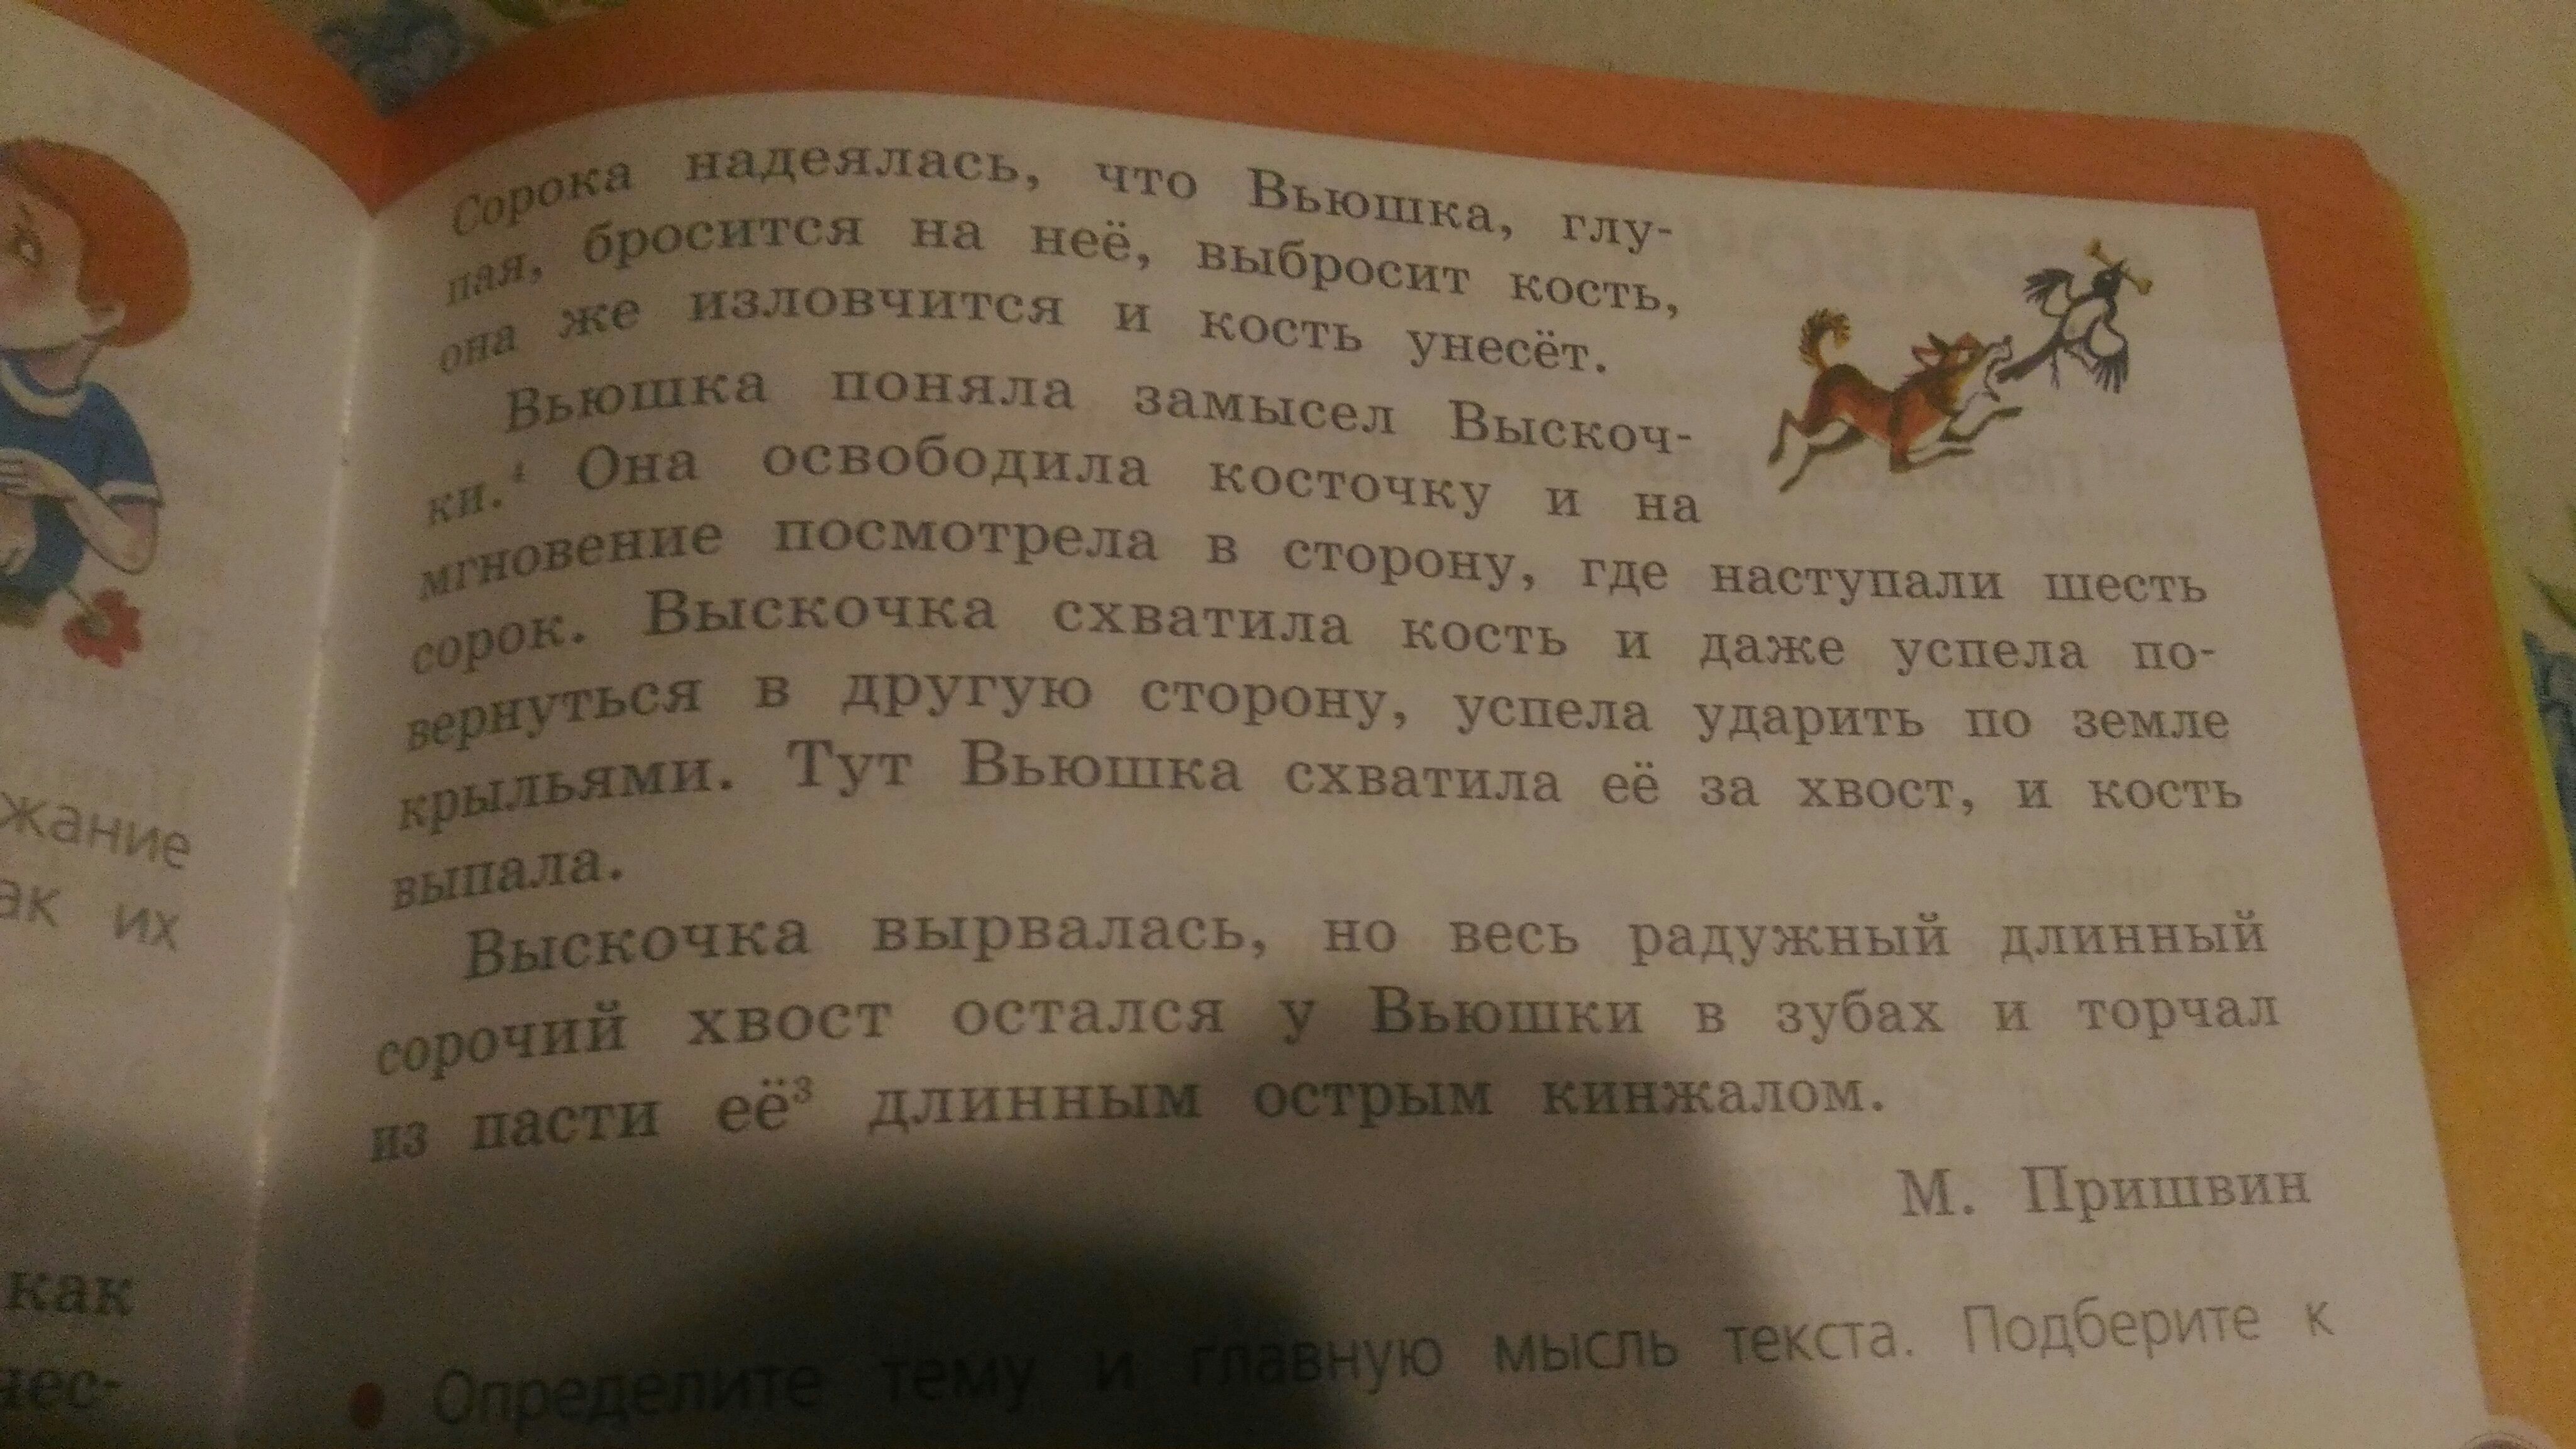 Сорока надеялась, что Вьюшка, глу-
пая, бросится на неё, выбросит кость,
она же изловчится и кость унесёт.
Вьюшка поняла замысел Выскоч-
ки.⁴ Она освободила косточку и на
мгновение посмотрела в сторону, где наступали шесть
сорок. Выскочка схватила кость и даже успела по-
вернуться в другую сторону, успела ударить по земле
крыльями. Тут Вьюшка схватила её за хвост, и кость
выпала.
Выскочка вырвалась, но весь радужный длинный
сорочий хвост остался у Вьюшки в зубах и торчал
из пасти её³ длинным острым кинжалом.
М. Пришвин
Определите тему и главную мысль текста. Подберите к
жание
ак их
как